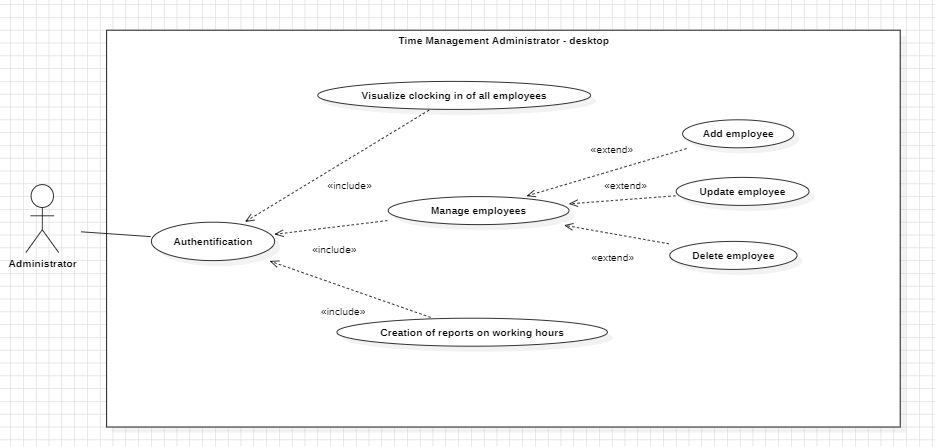 Time Management Administrator - desktop
Visualize clocking in of all employees
Add employee
«extend»
«include»
«extend»
Update employee
Manage employees
Authentification
«include»
«extend»
Delete employee
Administrator
«include»
Creation of reports on working hours